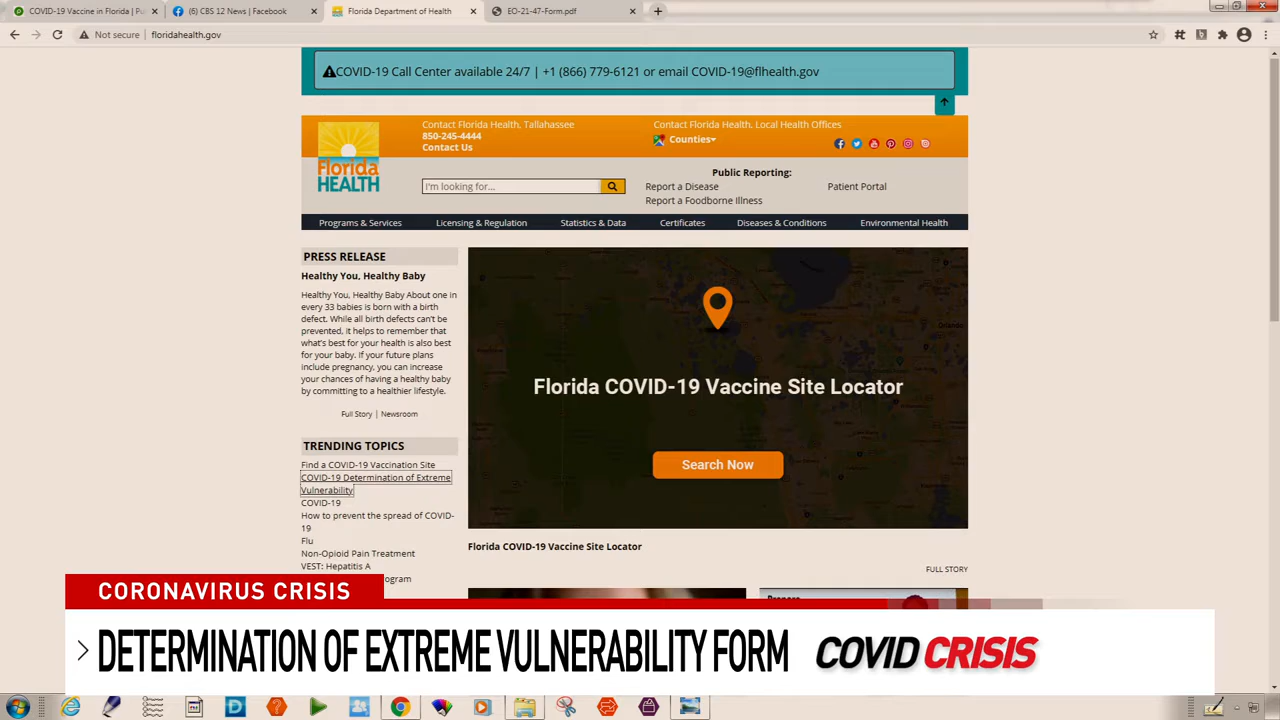 COVID-19 Vaccine in Florida | Pu
(6) CBS 12 News | Facebook
Florida Department of Health
EO-21-47-Form.pdf
Not secure | floridahealth.gov
COVID-19 Call Center available 24/7 | +1 (866) 779-6121 or email COVID-19@flhealth.gov
Contact Florida Health, Tallahassee
850-245-4444
Contact Us
Contact Florida Health, Local Health Offices
Counties
Florida
HEALTH
I'm looking for...
Public Reporting:
Report a Disease
Patient Portal
Report a Foodborne Illness
Programs & Services
Licensing & Regulation
Statistics & Data
Certificates
Diseases & Conditions
Environmental Health
PRESS RELEASE
Healthy You, Healthy Baby
Healthy You, Healthy Baby About one in
every 33 babies is born with a birth
defect. While all birth defects can't be
prevented, it helps to remember that
what's best for your health is also best
for your baby. If your future plans
include pregnancy, you can increase
your chances of having a healthy baby
by committing to a healthier lifestyle.
Full Story | Newsroom
TRENDING TOPICS
Find a COVID-19 Vaccination Site
COVID-19 Determination of Extreme
Vulnerability
COVID-19
How to prevent the spread of COVID-
19
Flu
Non-Opioid Pain Treatment
VEST: Hepatitis A
Florida COVID-19 Vaccine Site Locator
Search Now
Florida COVID-19 Vaccine Site Locator
FULL STORY
CORONAVIRUS CRISIS
DETERMINATION OF EXTREME VULNERABILITY FORM
COVID CRISIS